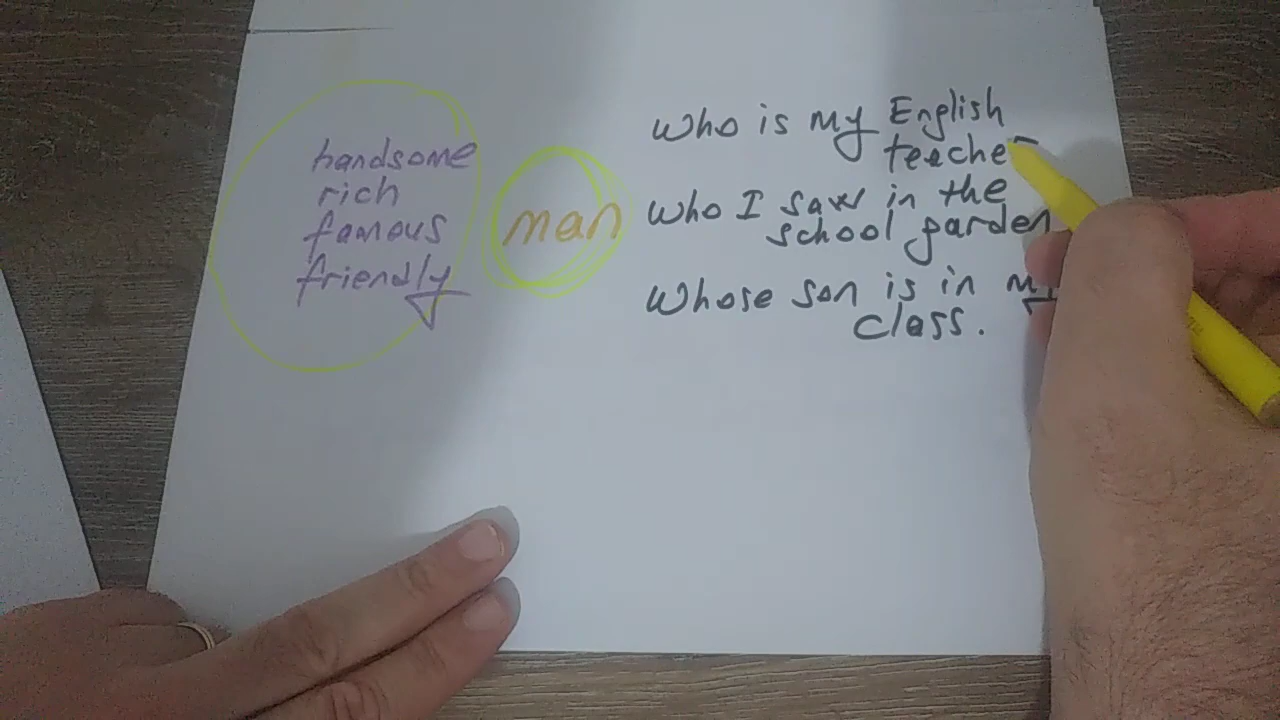 handsome
rich
famous
friendly
man
who is my English
teacher
who I saw in the
school garden
whose son is in my
class.